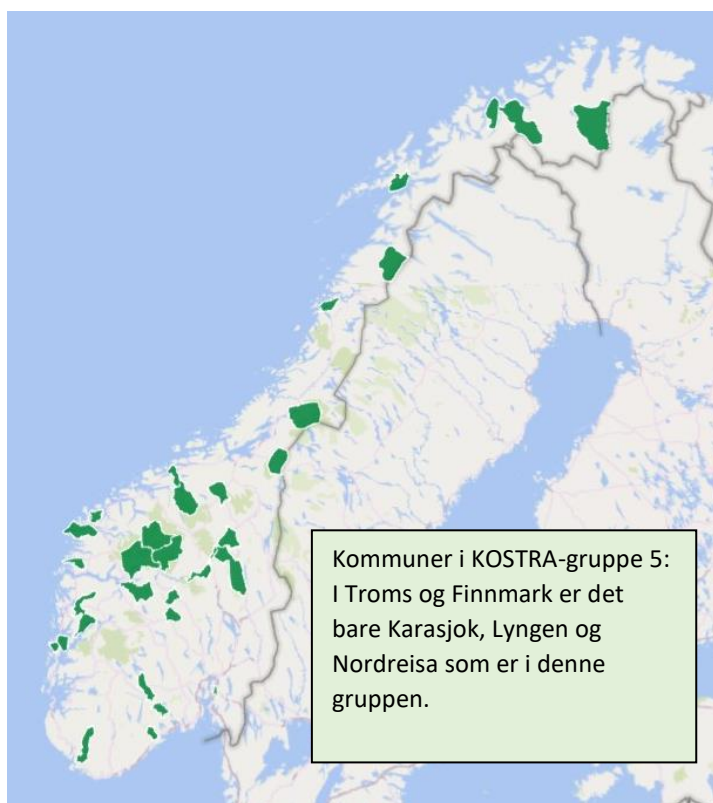 Kommuner i KOSTRA-gruppe 5:
I Troms og Finnmark er det
bare Karasjok, Lyngen og
Nordreisa som er i denne
gruppen.